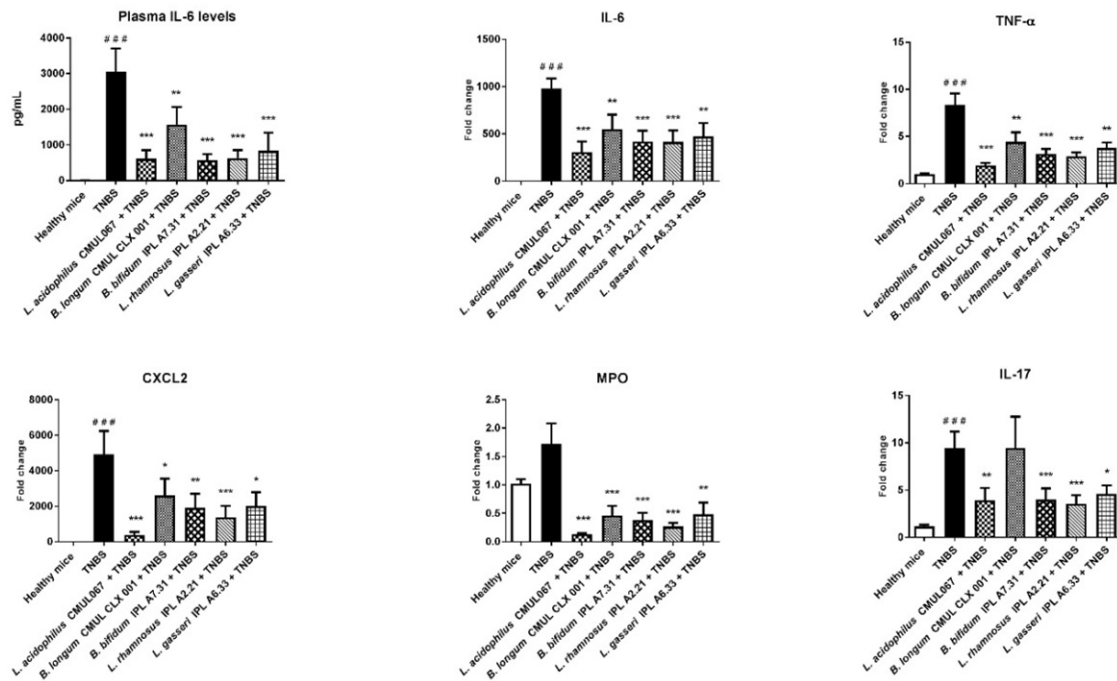 Plasma IL-6 levels
pg/mL
4000
3000
2000
1000
0
# # #
***
**
***
***
***
Healthy mice
TNBS
L. acidophilus CMUL067 + TNBS
B. longum CMUL CLX 001 + TNBS
B. bifidum IPL A7.31 + TNBS
L. rhamnosus IPL A2.21 + TNBS
L. gasseri IPL A6.33 + TNBS
IL-6
Fold change
1500
1000
500
0
# # #
***
**
***
***
**
Healthy mice
TNBS
L. acidophilus CMUL067 + TNBS
B. longum CMUL CLX 001 + TNBS
B. bifidum IPL A7.31 + TNBS
L. rhamnosus IPL A2.21 + TNBS
L. gasseri IPL A6.33 + TNBS
TNF-α
Fold change
15
10
5
0
# # #
***
**
***
***
**
Healthy mice
TNBS
L. acidophilus CMUL067 + TNBS
B. longum CMUL CLX 001 + TNBS
B. bifidum IPL A7.31 + TNBS
L. rhamnosus IPL A2.21 + TNBS
L. gasseri IPL A6.33 + TNBS
CXCL2
Fold change
8000
6000
4000
2000
0
# # #
***
*
**
***
*
Healthy mice
TNBS
L. acidophilus CMUL067 + TNBS
B. longum CMUL CLX 001 + TNBS
B. bifidum IPL A7.31 + TNBS
L. rhamnosus IPL A2.21 + TNBS
L. gasseri IPL A6.33 + TNBS
MPO
Fold change
2.5
2.0
1.5
1.0
0.5
0.0
***
***
***
***
**
Healthy mice
TNBS
L. acidophilus CMUL067 + TNBS
B. longum CMUL CLX 001 + TNBS
B. bifidum IPL A7.31 + TNBS
L. rhamnosus IPL A2.21 + TNBS
L. gasseri IPL A6.33 + TNBS
IL-17
Fold change
15
10
5
0
# # #
**
***
***
*
Healthy mice
TNBS
L. acidophilus CMUL067 + TNBS
B. longum CMUL CLX 001 + TNBS
B. bifidum IPL A7.31 + TNBS
L. rhamnosus IPL A2.21 + TNBS
L. gasseri IPL A6.33 + TNBS